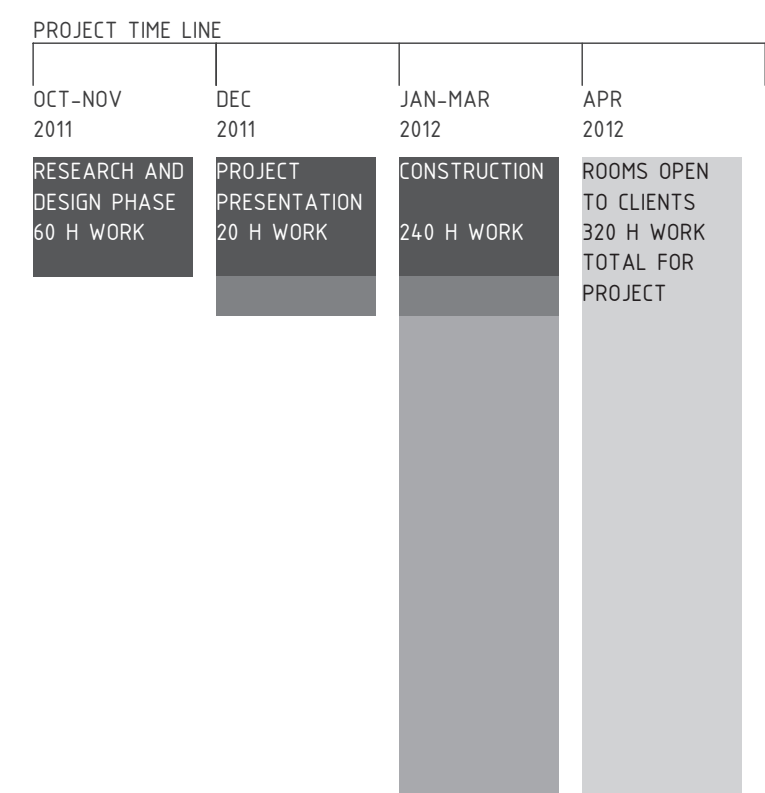 PROJECT TIME LINE
OCT-NOV
2011
DEC
2011
JAN-MAR
2012
APR
2012
RESEARCH AND
DESIGN PHASE
60 H WORK
PROJECT
PRESENTATION
20 H WORK
CONSTRUCTION
240 H WORK
ROOMS OPEN
TO CLIENTS
320 H WORK
TOTAL FOR
PROJECT